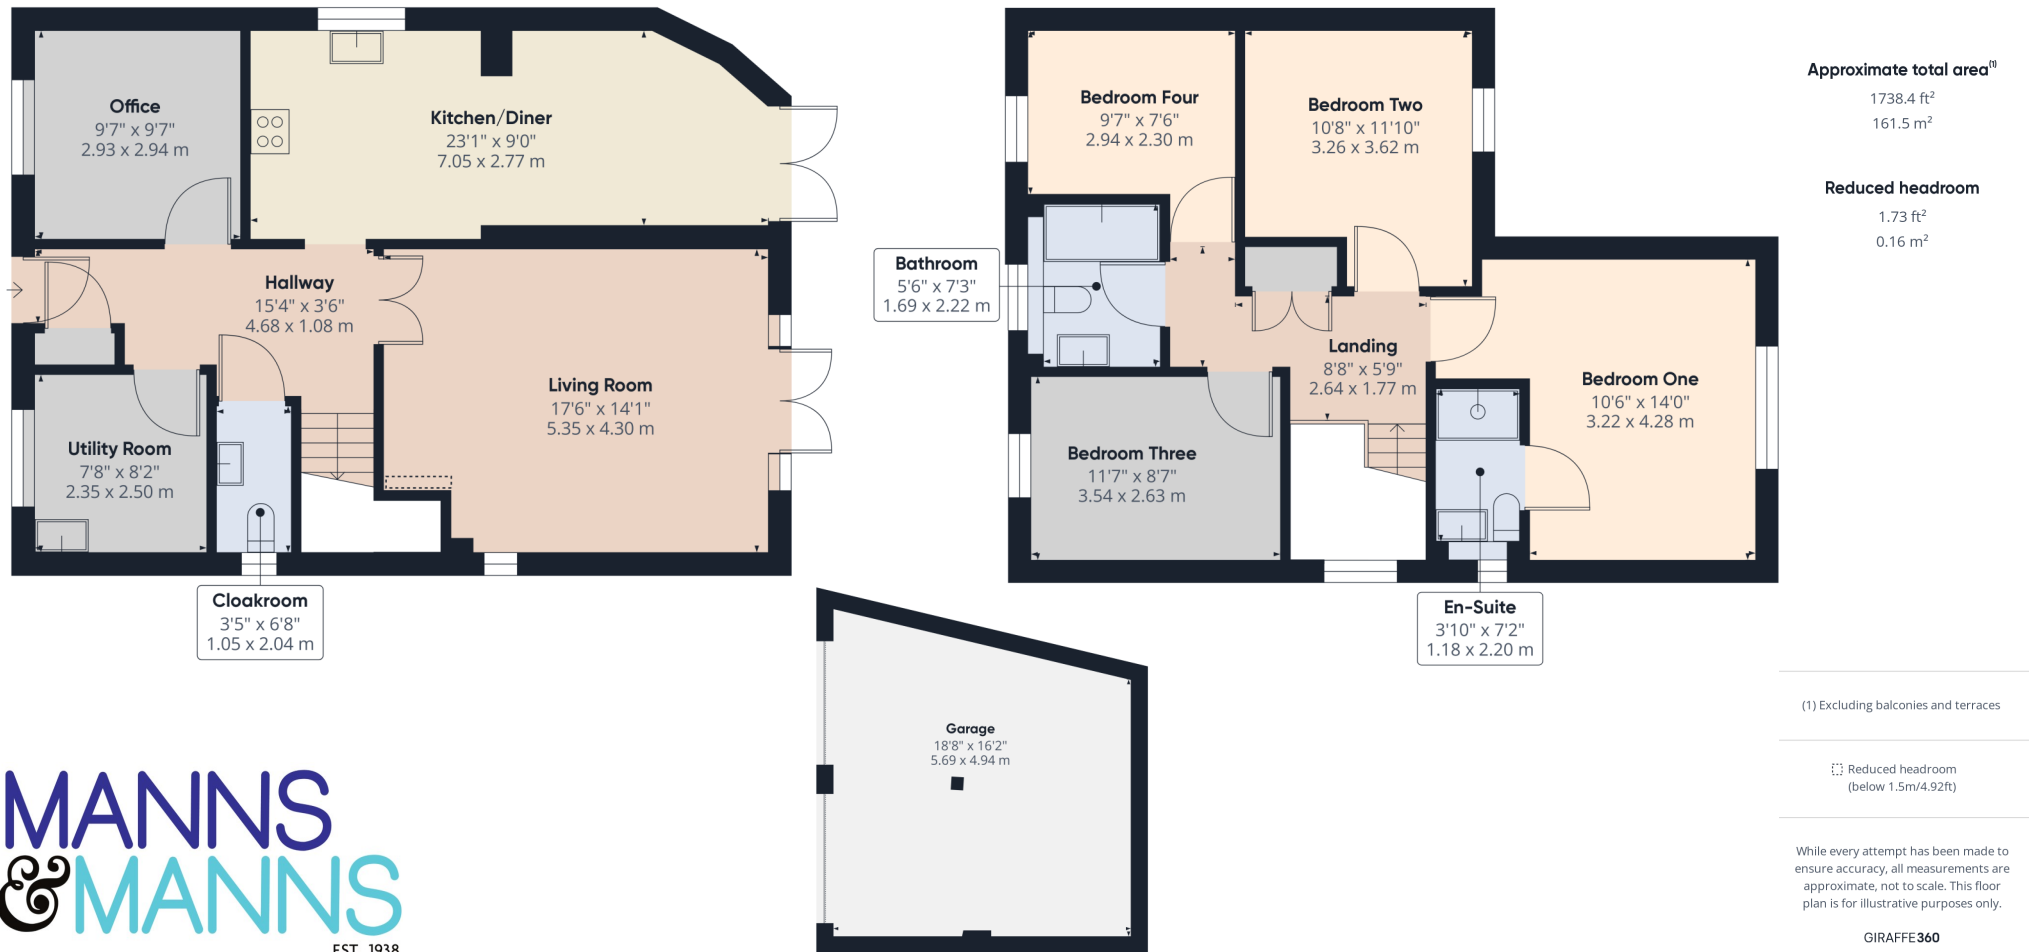 Office
9'7" x 9'7"
2.93 x 2.94 m
Kitchen/Diner
23'1" x 9'0"
7.05 x 2.77 m
Hallway
15'4" x 3'6"
4.68 x 1.08 m
Living Room
17'6" x 14'1"
5.35 x 4.30 m
Utility Room
7'8" x 8'2"
2.35 x 2.50 m
Cloakroom
3'5" x 6'8"
1.05 x 2.04 m
Bedroom Four
9'7" x 7'6"
2.94 x 2.30 m
Bedroom Two
10'8" x 11'10"
3.26 x 3.62 m
Bathroom
5'6" x 7'3"
1.69 x 2.22 m
Landing
8'8" x 5'9"
2.64 x 1.77 m
Bedroom One
10'6" x 14'0"
3.22 x 4.28 m
Bedroom Three
11'7" x 8'7"
3.54 x 2.63 m
En-Suite
3'10" x 7'2"
1.18 x 2.20 m
Garage
18'8" x 16'2"
5.69 x 4.94 m
Approximate total area⁽¹⁾
1738.4 ft²
161.5 m²
Reduced headroom
1.73 ft²
0.16 m²
(1) Excluding balconies and terraces
Reduced headroom
(below 1.5m/4.92ft)
While every attempt has been made to
ensure accuracy, all measurements are
approximate, not to scale. This floor
plan is for illustrative purposes only.
GIRAFFE360
MANNS
&MANNS
EST. 1938